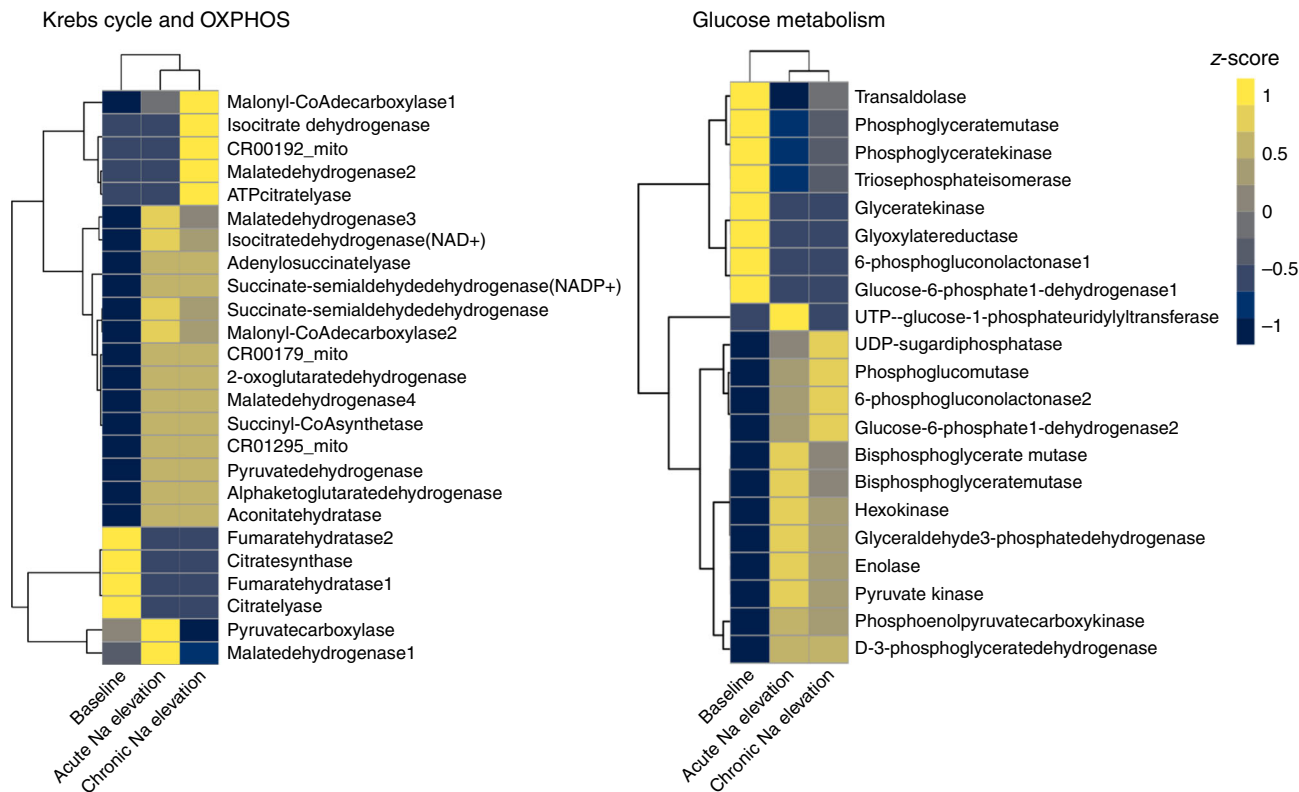 Krebs cycle and OXPHOS
Malonyl-CoAdecarboxylase1
Isocitrate dehydrogenase
CR00192_mito
Malatedehydrogenase2
ATPcitratelyase
Malatedehydrogenase3
Isocitratedehydrogenase(NAD+)
Adenylosuccinatelyase
Succinate-semialdehydedehydrogenase(NADP+)
Succinate-semialdehydedehydrogenase
Malonyl-CoAdecarboxylase2
CR00179_mito
2-oxoglutaratedehydrogenase
Malatedehydrogenase4
Succinyl-CoAsynthetase
CR01295_mito
Pyruvatedehydrogenase
Alphaketoglutaratedehydrogenase
Aconitatehydratase
Fumaratehydratase2
Citratesynthase
Fumaratehydratase1
Citratelyase
Pyruvatecarboxylase
Malatedehydrogenase1
Baseline
Acute Na elevation
Chronic Na elevation
Glucose metabolism
Transaldolase
Phosphoglyceratemutase
Phosphoglyceratekinase
Triosephosphateisomerase
Glyceratekinase
Glyoxylatereductase
6-phosphogluconolactonase1
Glucose-6-phosphate1-dehydrogenase1
UTP--glucose-1-phosphateuridylyltransferase
UDP-sugardiphosphatase
Phosphoglucomutase
6-phosphogluconolactonase2
Glucose-6-phosphate1-dehydrogenase2
Bisphosphoglycerate mutase
Bisphosphoglyceratemutase
Hexokinase
Glyceraldehyde3-phosphatedehydrogenase
Enolase
Pyruvate kinase
Phosphoenolpyruvatecarboxykinase
D-3-phosphoglyceratedehydrogenase
Baseline
Acute Na elevation
Chronic Na elevation
z-score
1
0.5
0
−0.5
−1